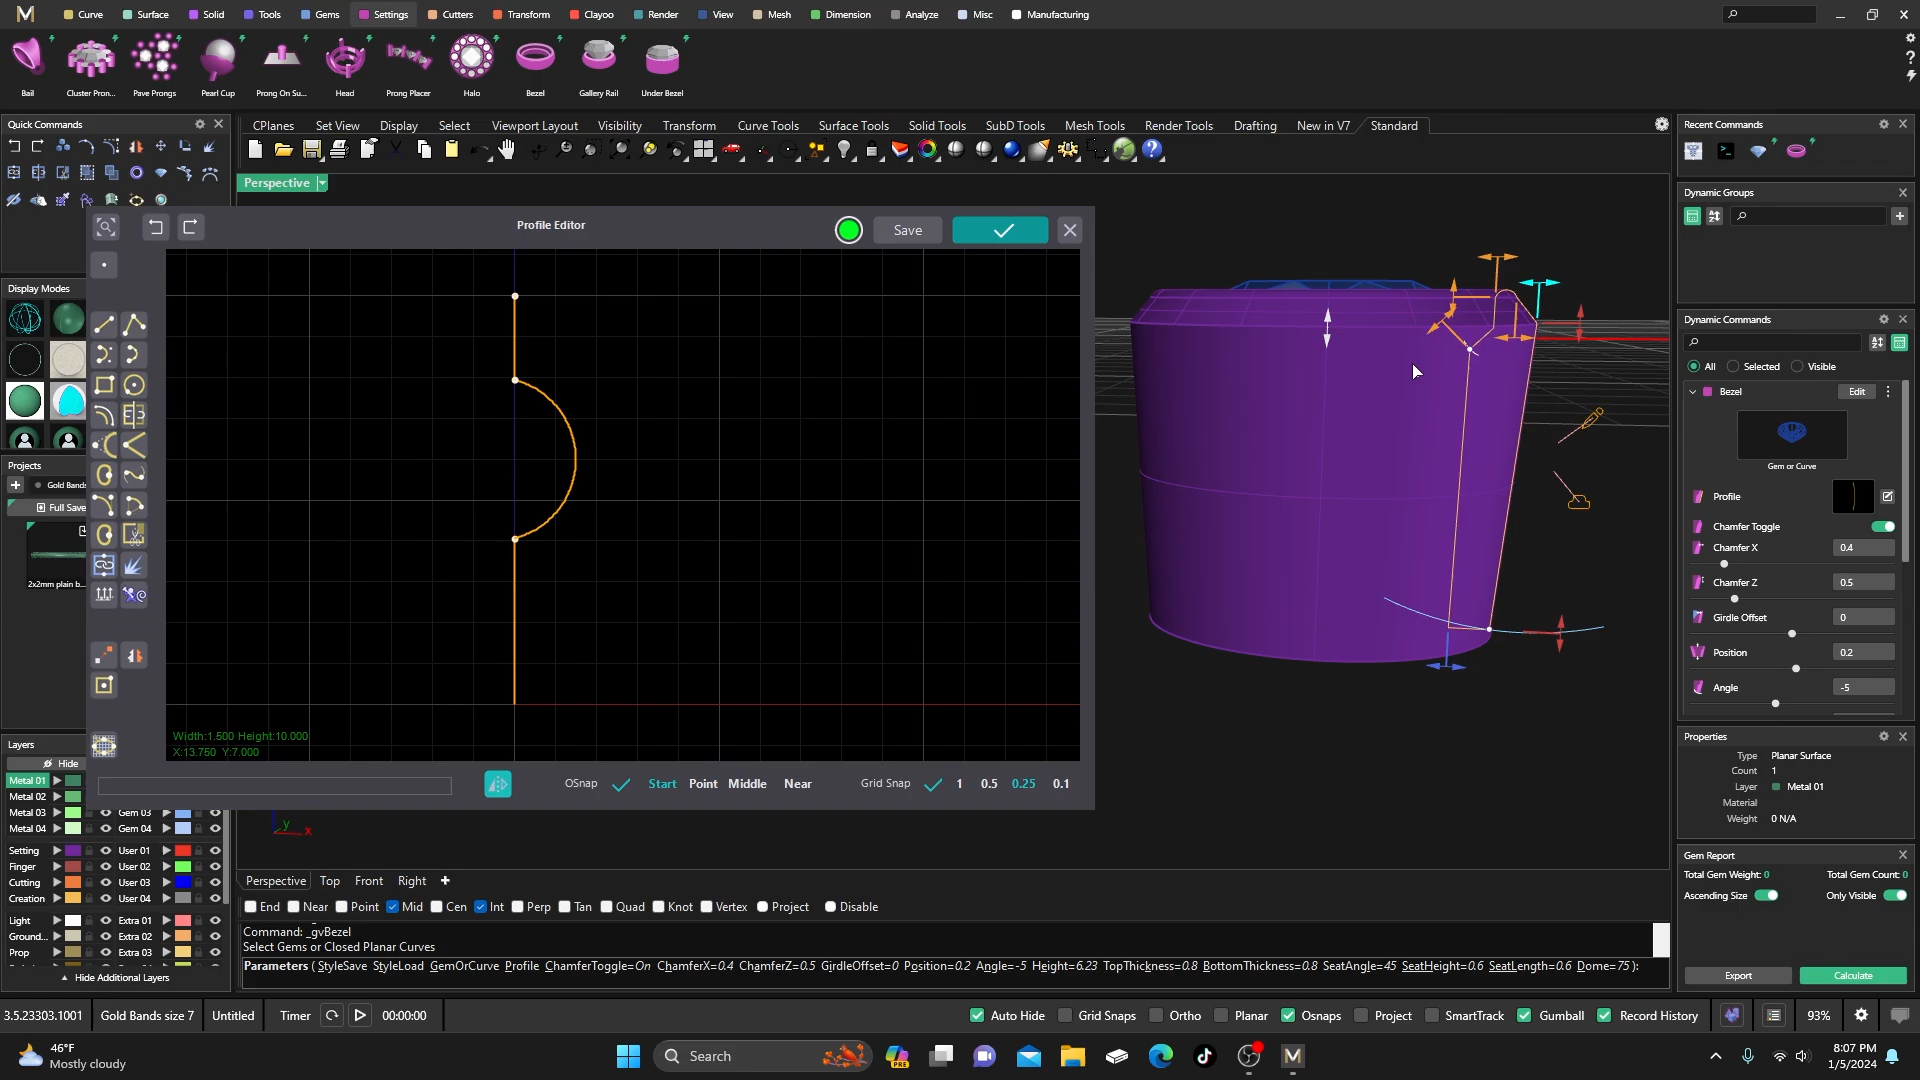 Curve Surface Solid Tools Gems Settings Cutters Transform Clayoo Render View Mesh Dimension Analyze Misc Manufacturing
Bail Cluster Pron... Pave Prongs Pearl Cup Prong On Su... Head Prong Placer Halo Bezel Gallery Rail Under Bezel
Quick Commands
CPlanes Set View Display Select Viewport Layout Visibility Transform Curve Tools Surface Tools Solid Tools SubD Tools Mesh Tools Render Tools Drafting New in V7 Standard
Recent Commands
Perspective
Dynamic Groups
Profile Editor
Save
Display Modes
Dynamic Commands
All Selected Visible
Bezel Edit
Gem or Curve
Profile
Chamfer Toggle
Chamfer X 0.4
Chamfer Z 0.5
Girdle Offset 0
Position 0.2
Angle -5
Projects
Gold Bands
Full Save
2x2mm plain b...
Width:1.500 Height:10.000
X:13.750 Y:7.000
OSnap Start Point Middle Near Grid Snap 1 0.5 0.25 0.1
Properties
Type Planar Surface
Count 1
Layer Metal 01
Material
Weight 0 N/A
Layers
Hide
Metal 01
Metal 02
Metal 03 Gem 03
Metal 04 Gem 04
Setting User 01
Finger User 02
Cutting User 03
Creation User 04
Light Extra 01
Ground... Extra 02
Prop Extra 03
Hide Additional Layers
y x
Perspective Top Front Right
End Near Point Mid Cen Int Perp Tan Quad Knot Vertex Project Disable
Command: _gvBezel
Select Gems or Closed Planar Curves
Parameters ( StyleSave StyleLoad GemOrCurve Profile ChamferToggle=On ChamferX=0.4 ChamferZ=0.5 GirdleOffset=0 Position=0.2 Angle=-5 Height=6.23 TopThickness=0.8 BottomThickness=0.8 SeatAngle=45 SeatHeight=0.6 SeatLength=0.6 Dome=75 ):
Gem Report
Total Gem Weight: 0 Total Gem Count: 0
Ascending Size Only Visible
Export Calculate
3.5.23303.1001 Gold Bands size 7 Untitled Timer 00:00:00 Auto Hide Grid Snaps Ortho Planar Osnaps Project SmartTrack Gumball Record History 93%
46°F
Mostly cloudy
Search
PRE
8:07 PM
1/5/2024